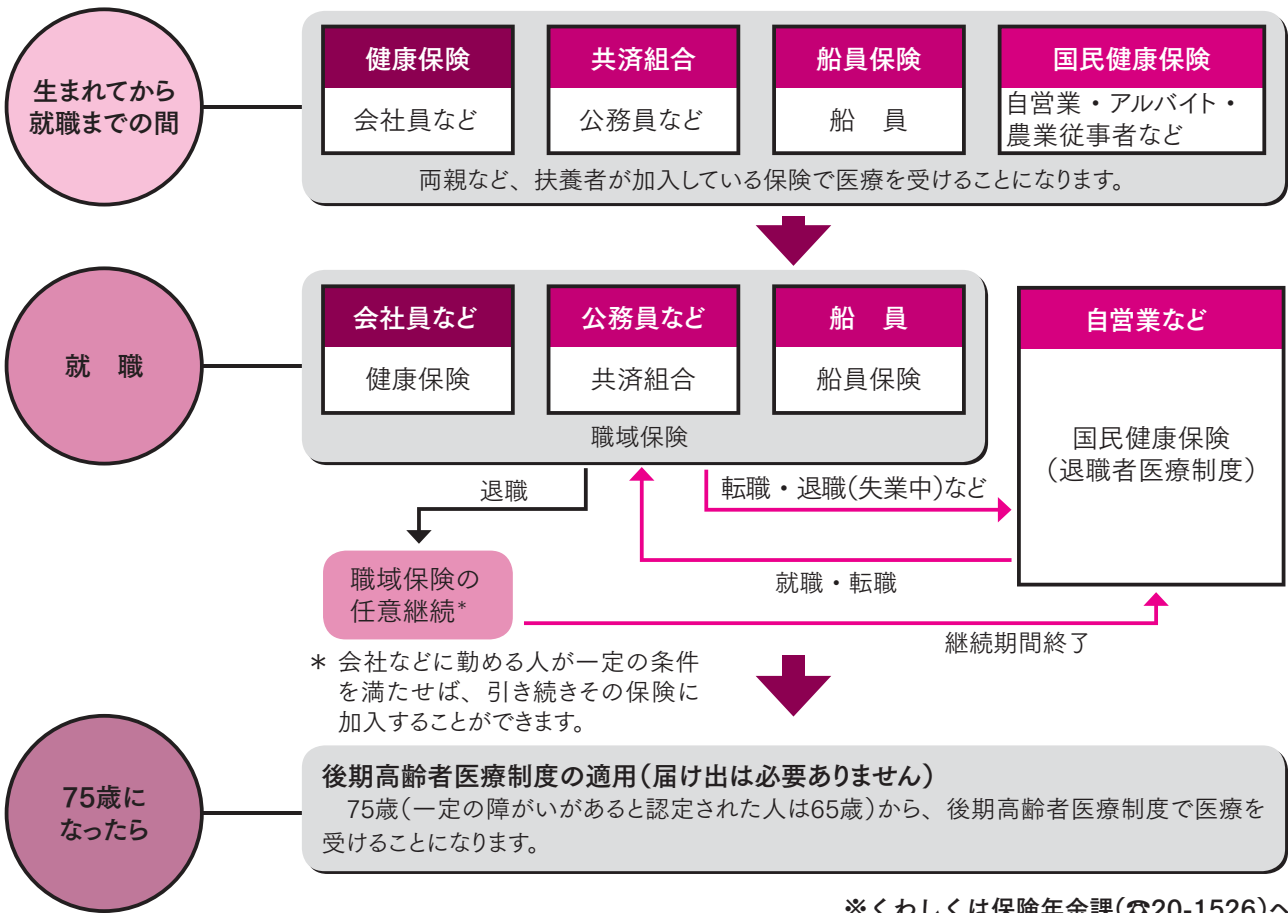 生まれてから
就職までの間
健康保険
会社員など
共済組合
公務員など
船員保険
船　員
国民健康保険
自営業・アルバイト・
農業従事者など
両親など、扶養者が加入している保険で医療を受けることになります。
就　職
会社員など
健康保険
公務員など
共済組合
船　員
船員保険
職域保険
自営業など
国民健康保険
（退職者医療制度）
退職
転職・退職（失業中）など
就職・転職
職域保険の
任意継続*
継続期間終了
＊ 会社などに勤める人が一定の条件
を満たせば、引き続きその保険に
加入することができます。
75歳に
なったら
後期高齢者医療制度の適用（届け出は必要ありません）
　75歳（一定の障がいがあると認定された人は65歳）から、後期高齢者医療制度で医療を
受けることになります。
※くわしくは保険年金課（☎20-1526）へ